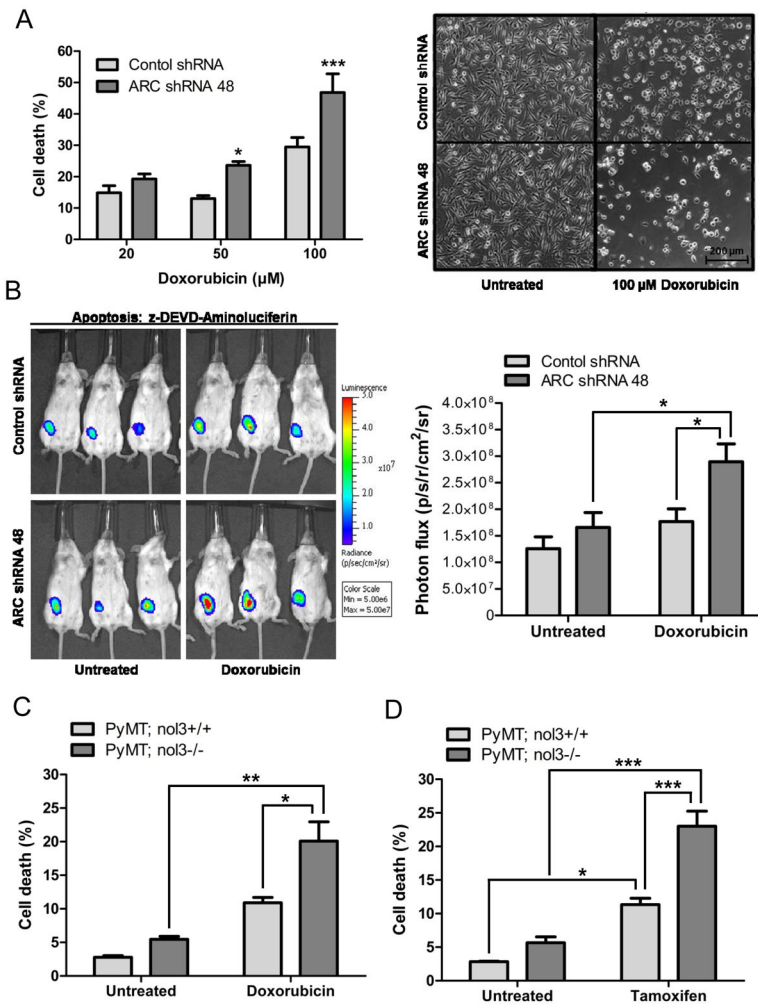 A
Contol shRNA
ARC shRNA 48
Cell death (%)
60
50
40
30
20
10
0
*
***
20
50
100
Doxorubicin (µM)
Control shRNA
ARC shRNA 48
200 µm
Untreated
100 µM Doxorubicin
B
Apoptosis: z-DEVD-Aminoluciferin
Control shRNA
ARC shRNA 48
Luminescence
5.0
4.0
x10⁷
3.0
2.0
1.0
Radiance
(p/sec/cm²/sr)
Color Scale
Min = 5.00e6
Max = 5.00e7
Untreated
Doxorubicin
Contol shRNA
ARC shRNA 48
Photon flux (p/s/r/cm²/sr)
4.0x10⁸
3.5x10⁸
3.0x10⁸
2.5x10⁸
2.0x10⁸
1.5x10⁸
1.0x10⁸
5.0x10⁷
0
*
*
Untreated
Doxorubicin
C
PyMT; nol3+/+
PyMT; nol3-/-
Cell death (%)
30
25
20
15
10
5
0
**
*
Untreated
Doxorubicin
D
PyMT; nol3+/+
PyMT; nol3-/-
Cell death (%)
30
25
20
15
10
5
0
***
***
*
Untreated
Tamoxifen